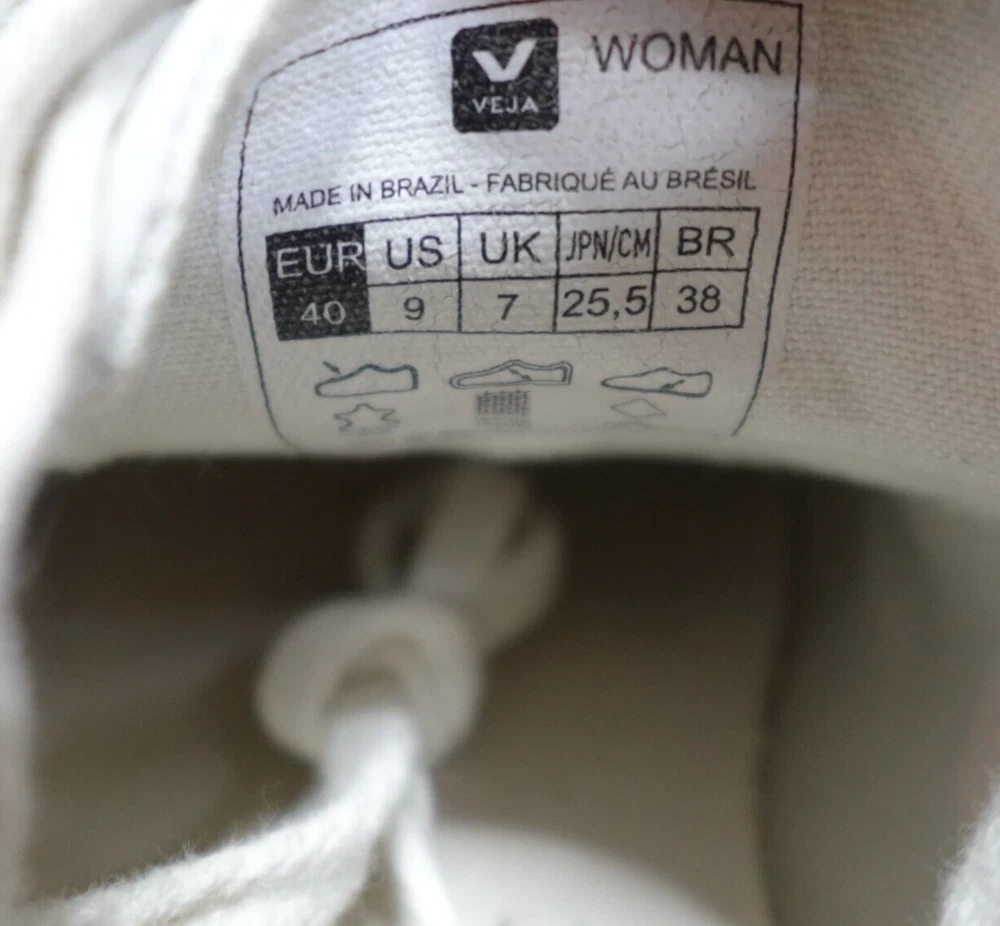 VEJA WOMAN
MADE IN BRAZIL - FABRIQUÉ AU BRÉSIL
EUR US UK JPN/CM BR
40 9 7 25,5 38